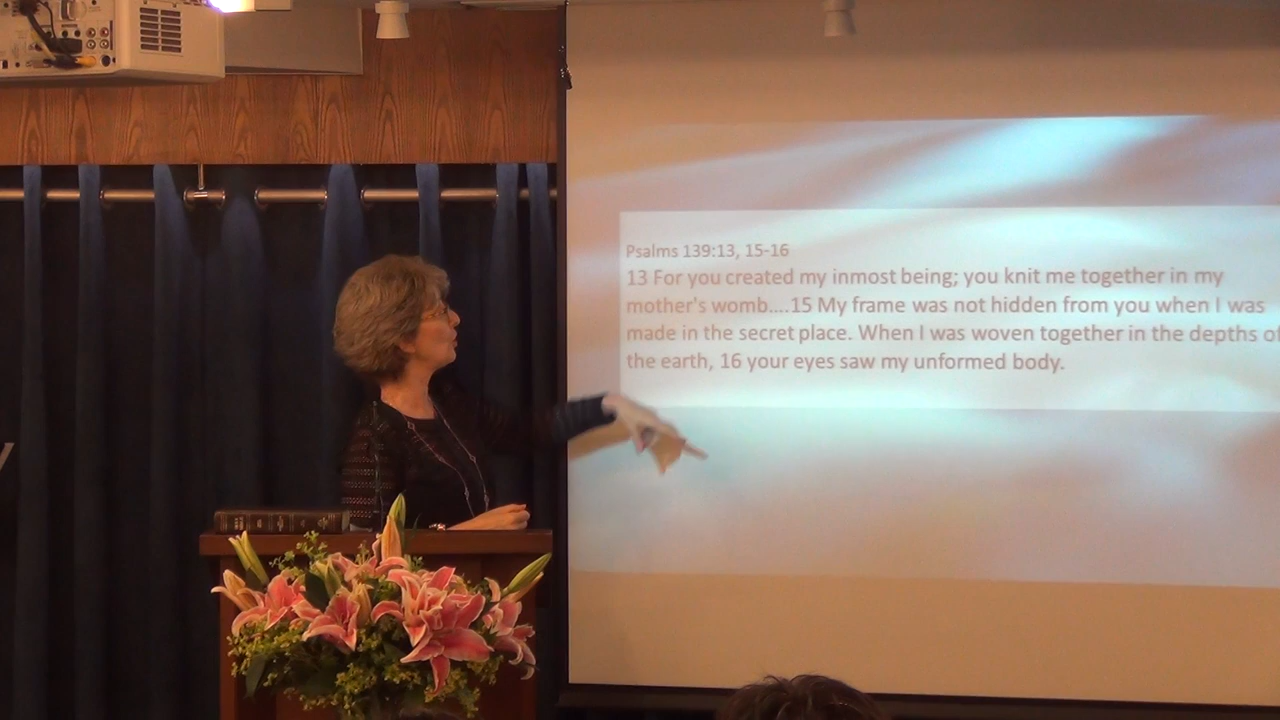 Psalms 139:13, 15-16
13 For you created my inmost being; you knit me together in my
mother's womb....15 My frame was not hidden from you when I was
made in the secret place. When I was woven together in the depths of
the earth, 16 your eyes saw my unformed body.